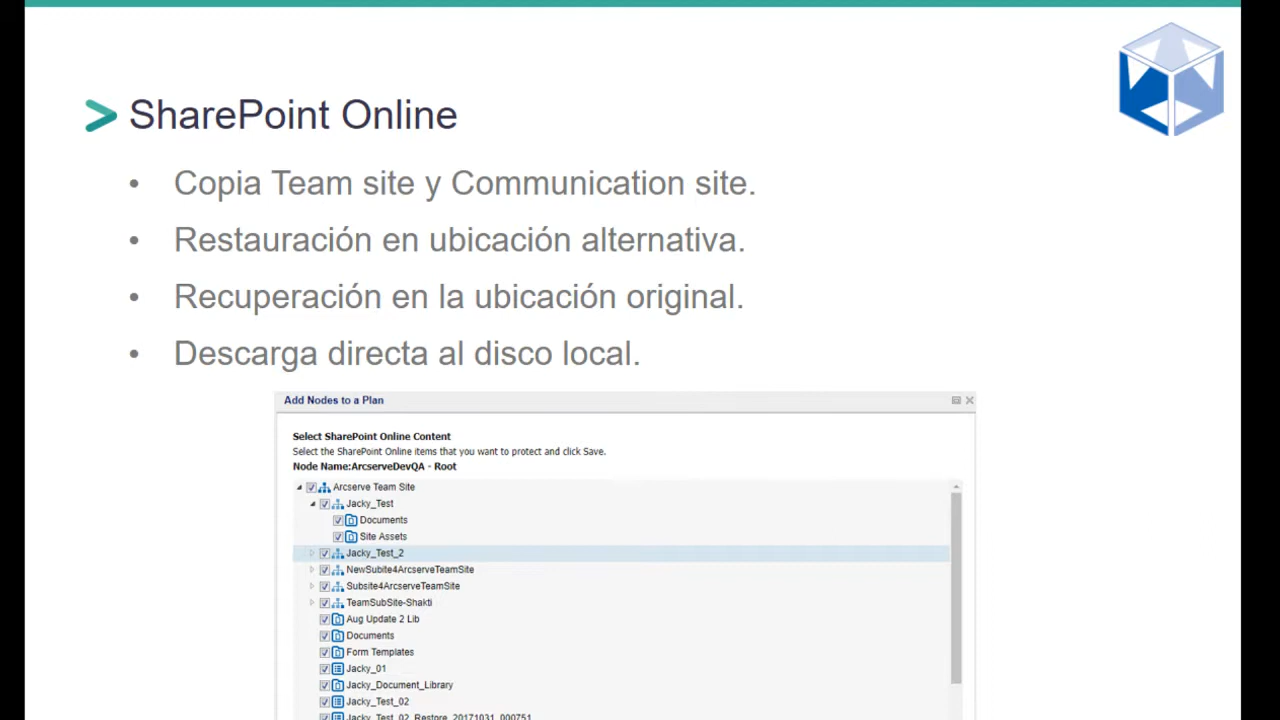 SharePoint Online
• Copia Team site y Communication site.
• Restauración en ubicación alternativa.
• Recuperación en la ubicación original.
• Descarga directa al disco local.
Add Nodes to a Plan
Select SharePoint Online Content
Select the SharePoint Online items that you want to protect and click Save.
Node Name:ArcserveDevQA - Root
Arcserve Team Site
Jacky_Test
Documents
Site Assets
Jacky_Test_2
NewSubite4ArcserveTeamSite
Subsite4ArcserveTeamSite
TeamSubSite-Shakti
Aug Update 2 Lib
Documents
Form Templates
Jacky_01
Jacky_Document_Library
Jacky_Test_02
Jacky_Test_02_Restore_20171031_000751